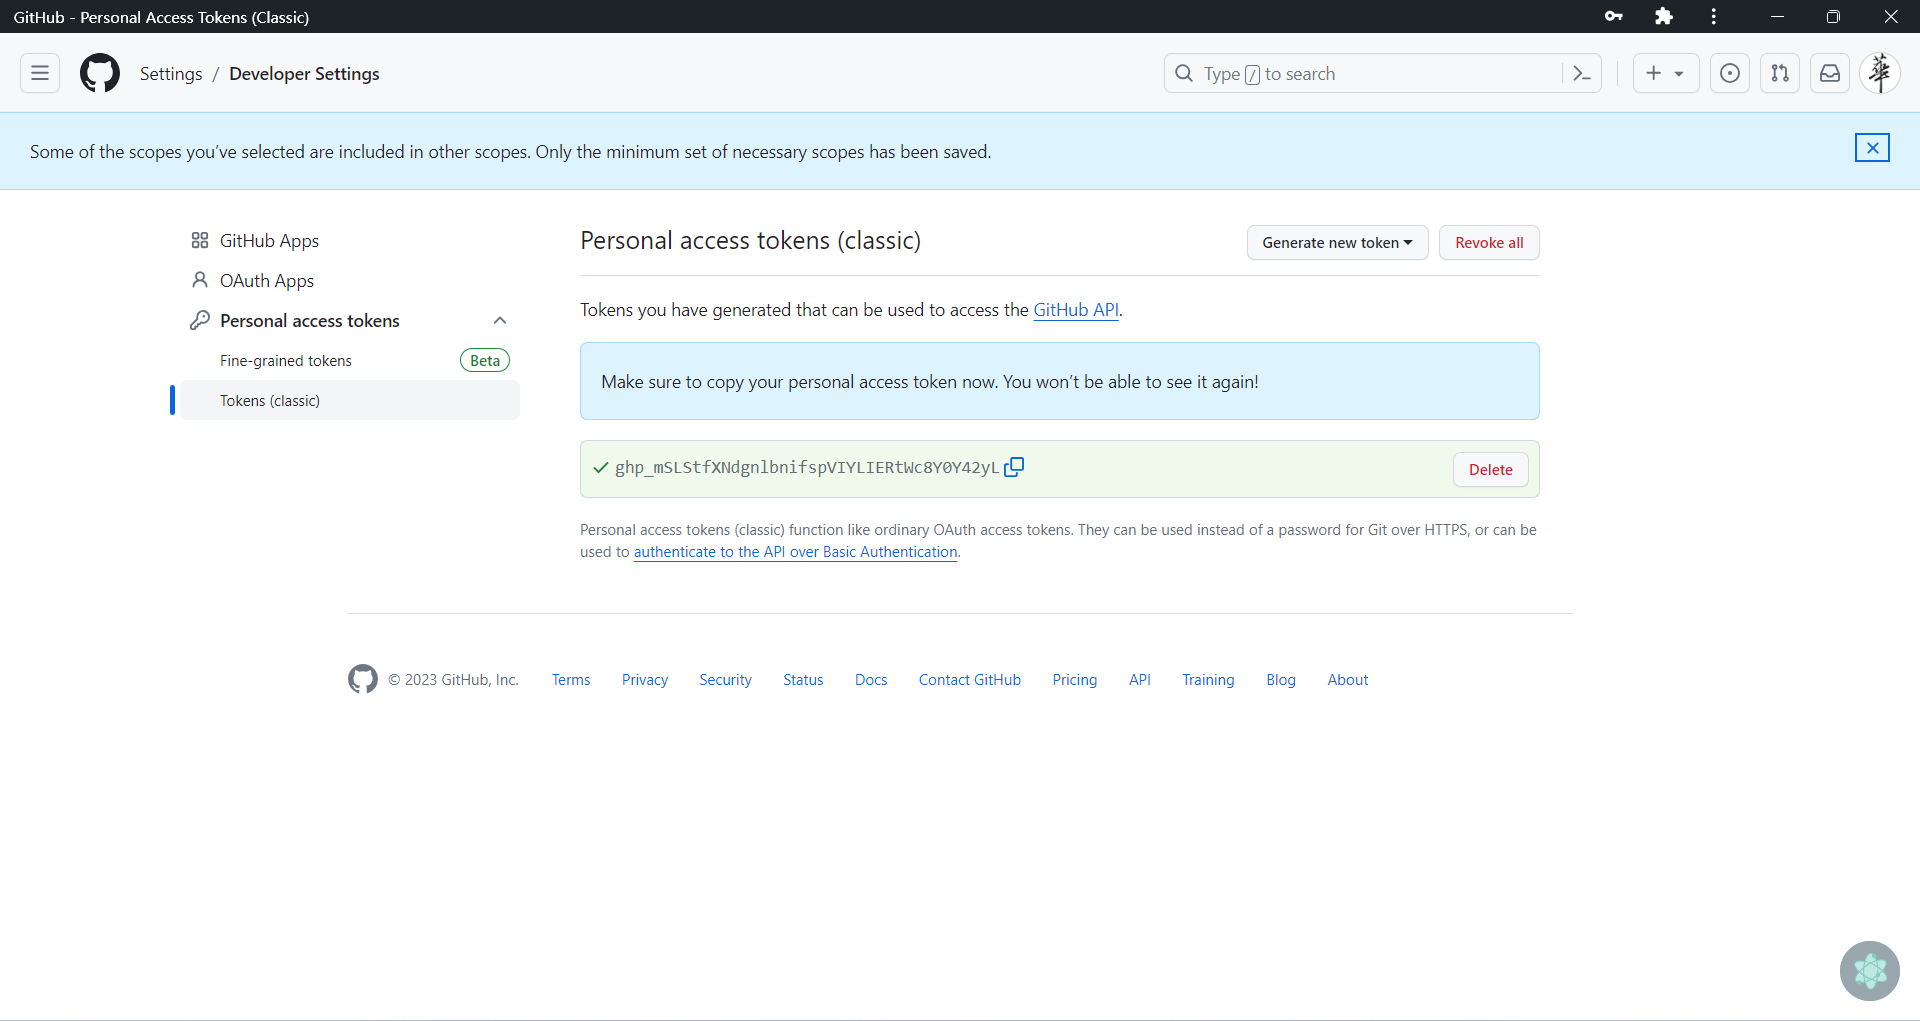 GitHub - Personal Access Tokens (Classic)
Settings / Developer Settings
Type / to search
Some of the scopes you’ve selected are included in other scopes. Only the minimum set of necessary scopes has been saved.
GitHub Apps
OAuth Apps
Personal access tokens
Fine-grained tokens
Beta
Tokens (classic)
Personal access tokens (classic)
Generate new token
Revoke all
Tokens you have generated that can be used to access the GitHub API.
Make sure to copy your personal access token now. You won’t be able to see it again!
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
Delete
Personal access tokens (classic) function like ordinary OAuth access tokens. They can be used instead of a password for Git over HTTPS, or can be
used to authenticate to the API over Basic Authentication.
© 2023 GitHub, Inc.
Terms
Privacy
Security
Status
Docs
Contact GitHub
Pricing
API
Training
Blog
About
華